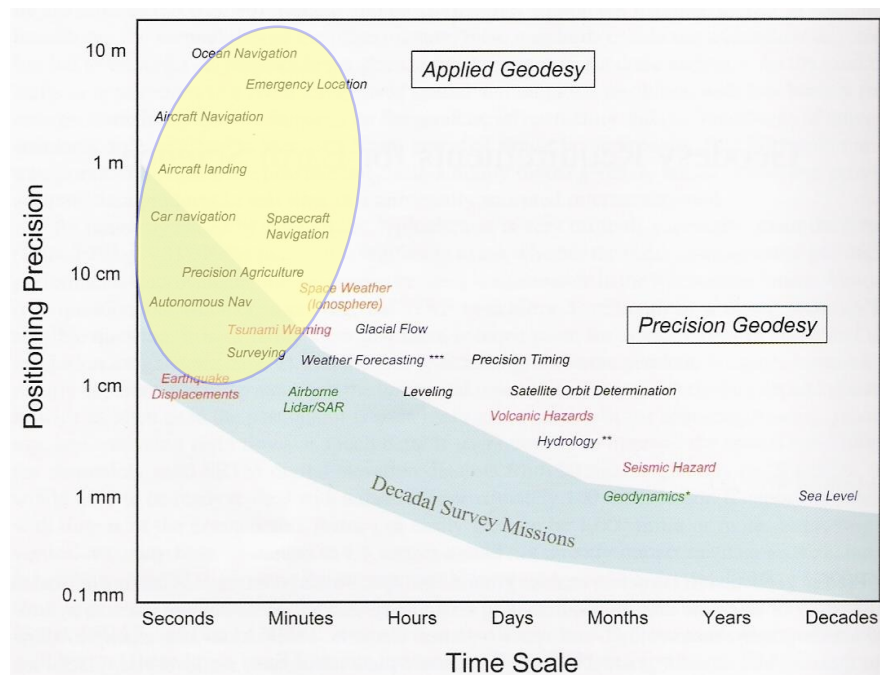 10 m
1 m
10 cm
1 cm
1 mm
0.1 mm
Positioning Precision
Applied Geodesy
Ocean Navigation
Emergency Location
Aircraft Navigation
Aircraft landing
Car navigation
Spacecraft
Navigation
Precision Agriculture
Autonomous Nav
Space Weather
(Ionosphere)
Precision Geodesy
Tsunami Warning
Glacial Flow
Surveying
Weather Forecasting ***
Precision Timing
Earthquake
Displacements
Airborne
Lidar/SAR
Leveling
Satellite Orbit Determination
Volcanic Hazards
Hydrology **
Seismic Hazard
Geodynamics*
Sea Level
Decadal Survey Missions
Seconds
Minutes
Hours
Days
Months
Years
Decades
Time Scale